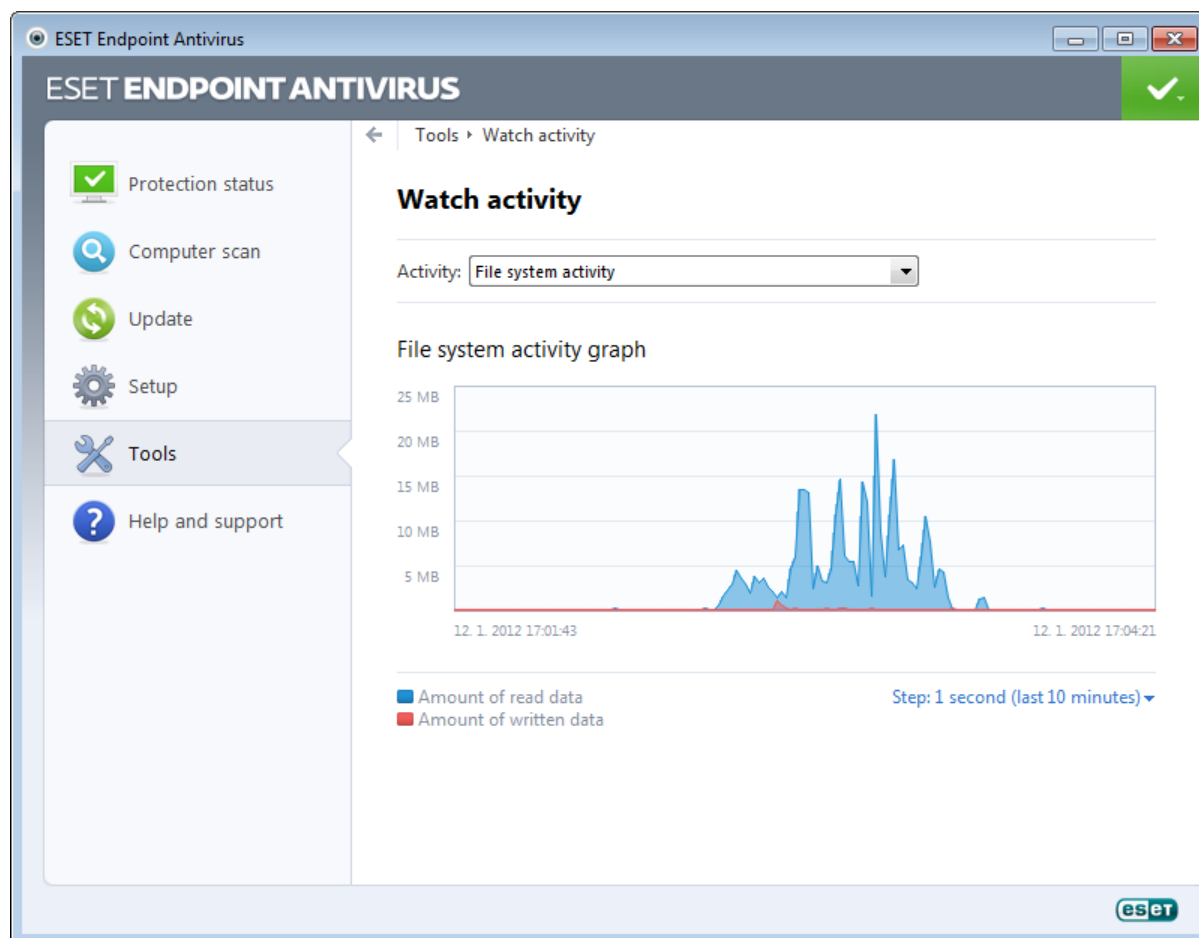 ESET Endpoint Antivirus
ESET ENDPOINT ANTIVIRUS
Protection status
Computer scan
Update
Setup
Tools
Help and support
Tools ‣ Watch activity
Watch activity
Activity: File system activity
File system activity graph
25 MB
20 MB
15 MB
10 MB
5 MB
12. 1. 2012 17:01:43 12. 1. 2012 17:04:21
Amount of read data
Step: 1 second (last 10 minutes)
Amount of written data
eset